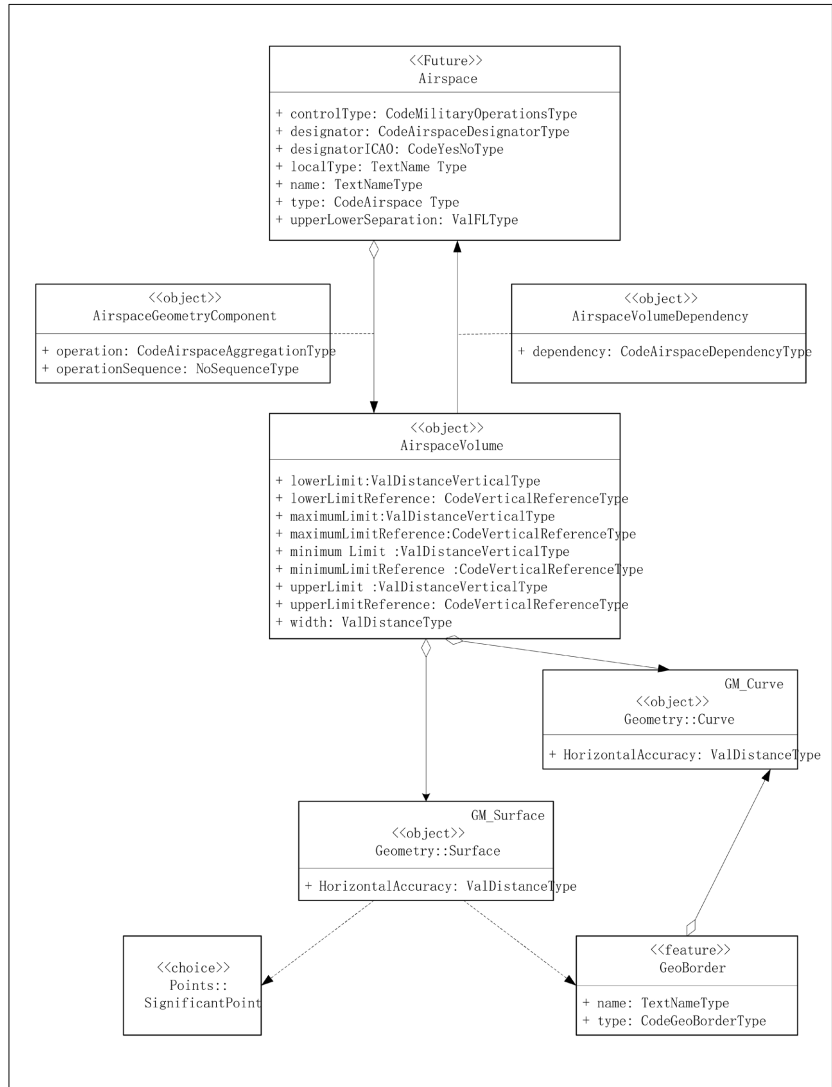 <<Future>>
Airspace
+ controlType: CodeMilitaryOperationsType
+ designator: CodeAirspaceDesignatorType
+ designatorICAO: CodeYesNoType
+ localType: TextName Type
+ name: TextNameType
+ type: CodeAirspace Type
+ upperLowerSeparation: ValFLType
<<object>>
AirspaceGeometryComponent
+ operation: CodeAirspaceAggregationType
+ operationSequence: NoSequenceType
<<object>>
AirspaceVolumeDependency
+ dependency: CodeAirspaceDependencyType
<<object>>
AirspaceVolume
+ lowerLimit:ValDistanceVerticalType
+ lowerLimitReference: CodeVerticalReferenceType
+ maximumLimit:ValDistanceVerticalType
+ maximumLimitReference:CodeVerticalReferenceType
+ minimum Limit :ValDistanceVerticalType
+ minimumLimitReference :CodeVerticalReferenceType
+ upperLimit :ValDistanceVerticalType
+ upperLimitReference: CodeVerticalReferenceType
+ width: ValDistanceType
GM_Curve
<<object>>
Geometry::Curve
+ HorizontalAccuracy: ValDistanceType
GM_Surface
<<object>>
Geometry::Surface
+ HorizontalAccuracy: ValDistanceType
<<choice>>
Points::
SignificantPoint
<<feature>>
GeoBorder
+ name: TextNameType
+ type: CodeGeoBorderType